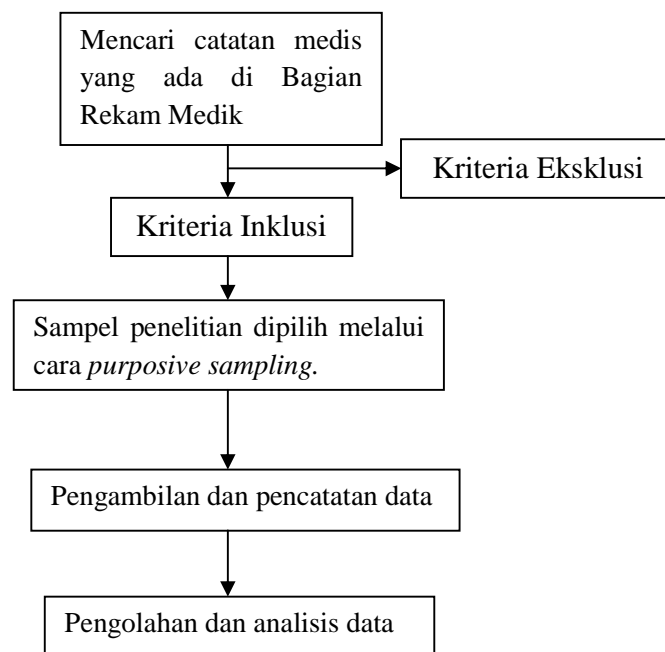 Mencari catatan medis
yang ada di Bagian
Rekam Medik
Kriteria Eksklusi
Kriteria Inklusi
Sampel penelitian dipilih melalui
cara purposive sampling.
Pengambilan dan pencatatan data
Pengolahan dan analisis data